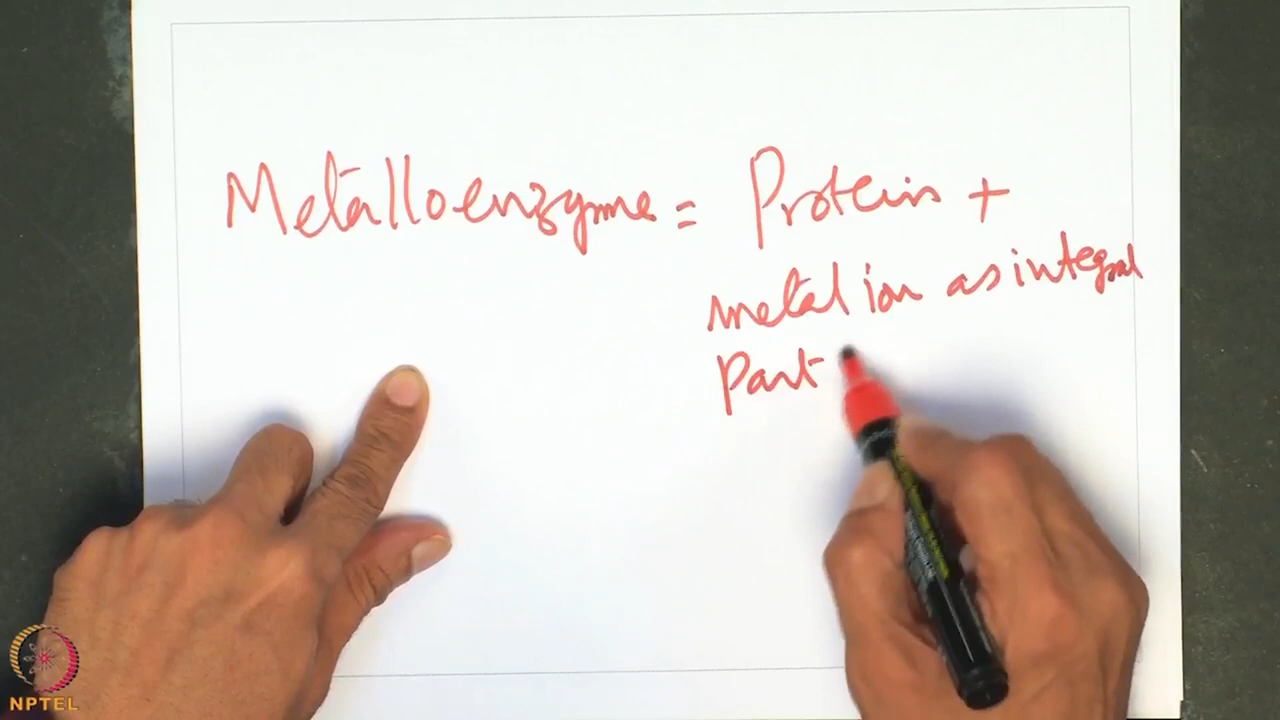 Metalloenzyme = Protein +
metal ion as integral
Part
NPTEL